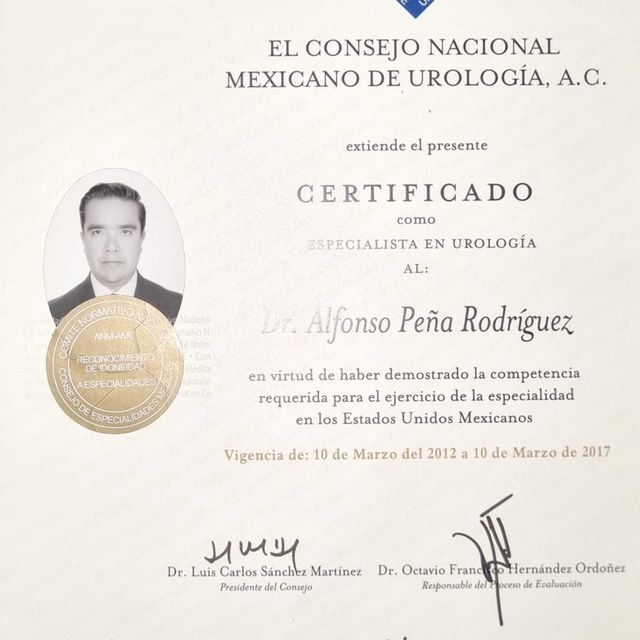 EL CONSEJO NACIONAL
MEXICANO DE UROLOGÍA, A.C.
extiende el presente
CERTIFICADO
como
ESPECIALISTA EN UROLOGÍA
AL:
Dr. Alfonso Peña Rodríguez
en virtud de haber demostrado la competencia
requerida para el ejercicio de la especialidad
en los Estados Unidos Mexicanos
Vigencia de: 10 de Marzo del 2012 a 10 de Marzo de 2017
COMITÉ NORMATIVO
ANM-AMC
RECONOCIMIENTO
DE IDONEIDAD
A ESPECIALIDADES
CONSEJO DE ESPECIALIDADES
Dr. Luis Carlos Sánchez Martínez
Presidente del Consejo
Dr. Octavio Francisco Hernández Ordoñez
Responsable del Proceso de Evaluación